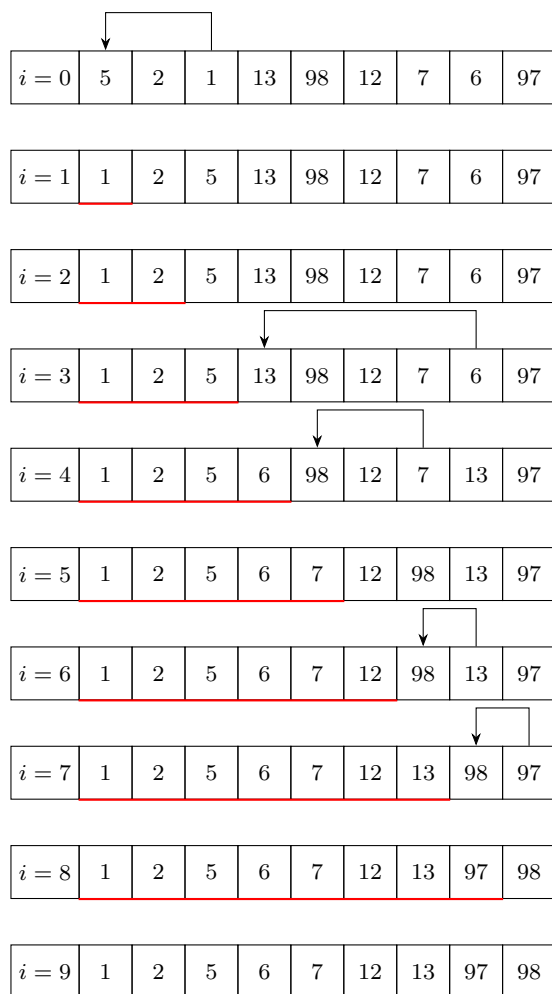 i = 0 5 2 1 13 98 12 7 6 97
i = 1 1 2 5 13 98 12 7 6 97
i = 2 1 2 5 13 98 12 7 6 97
i = 3 1 2 5 13 98 12 7 6 97
i = 4 1 2 5 6 98 12 7 13 97
i = 5 1 2 5 6 7 12 98 13 97
i = 6 1 2 5 6 7 12 98 13 97
i = 7 1 2 5 6 7 12 13 98 97
i = 8 1 2 5 6 7 12 13 97 98
i = 9 1 2 5 6 7 12 13 97 98